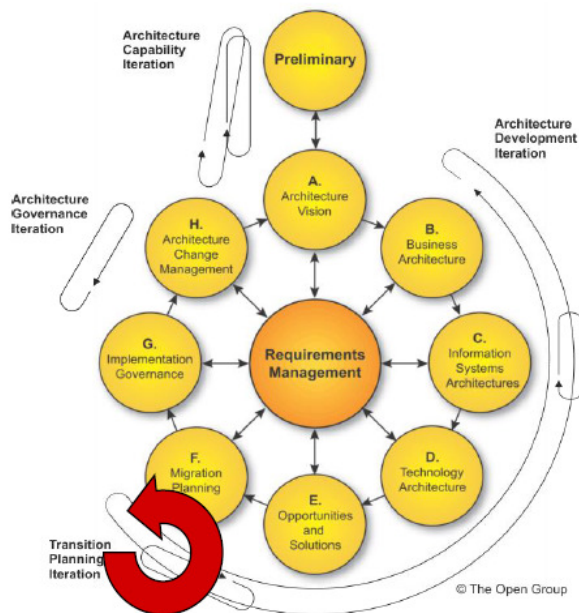 Architecture
Capability
Iteration
Preliminary
Architecture
Development
Iteration
A.
Architecture
Vision
Architecture
Governance
Iteration
H.
Architecture
Change
Management
B.
Business
Architecture
G.
Implementation
Governance
Requirements
Management
C.
Information
Systems
Architectures
F.
Migration
Planning
D.
Technology
Architecture
E.
Opportunities
and
Solutions
Transition
Planning
Iteration
© The Open Group